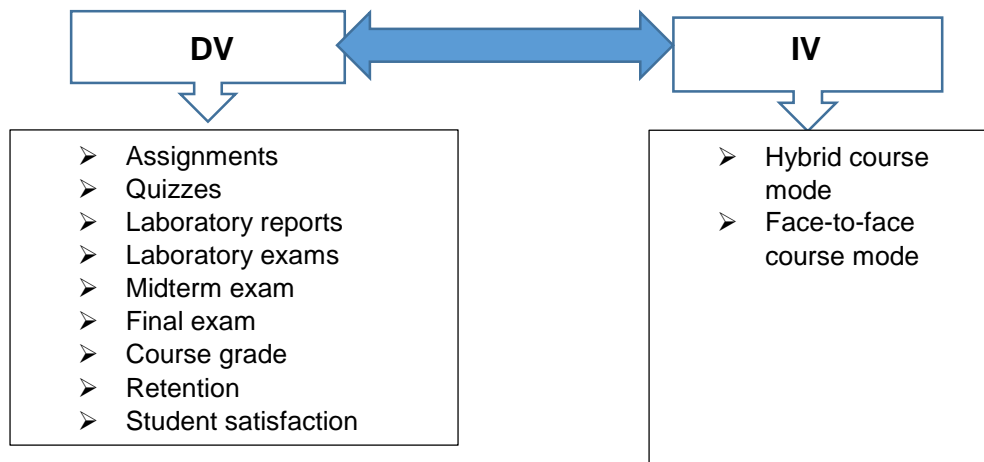 DV
IV
➢ Assignments
➢ Quizzes
➢ Laboratory reports
➢ Laboratory exams
➢ Midterm exam
➢ Final exam
➢ Course grade
➢ Retention
➢ Student satisfaction
➢ Hybrid course
mode
➢ Face-to-face
course mode